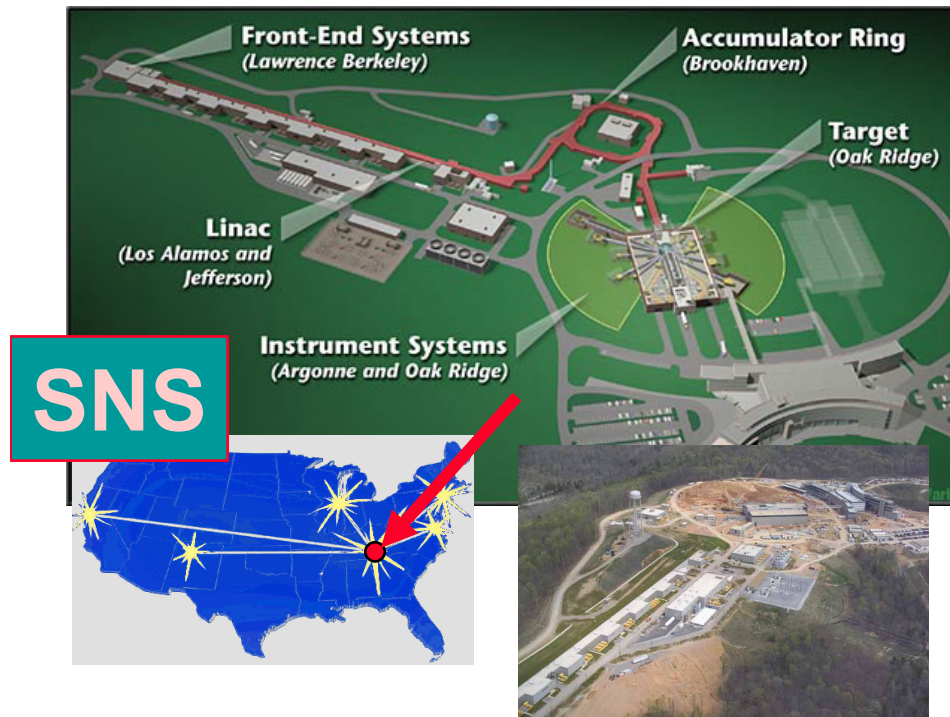 Front-End Systems
(Lawrence Berkeley)
Accumulator Ring
(Brookhaven)
Target
(Oak Ridge)
Linac
(Los Alamos and
Jefferson)
Instrument Systems
(Argonne and Oak Ridge)
SNS